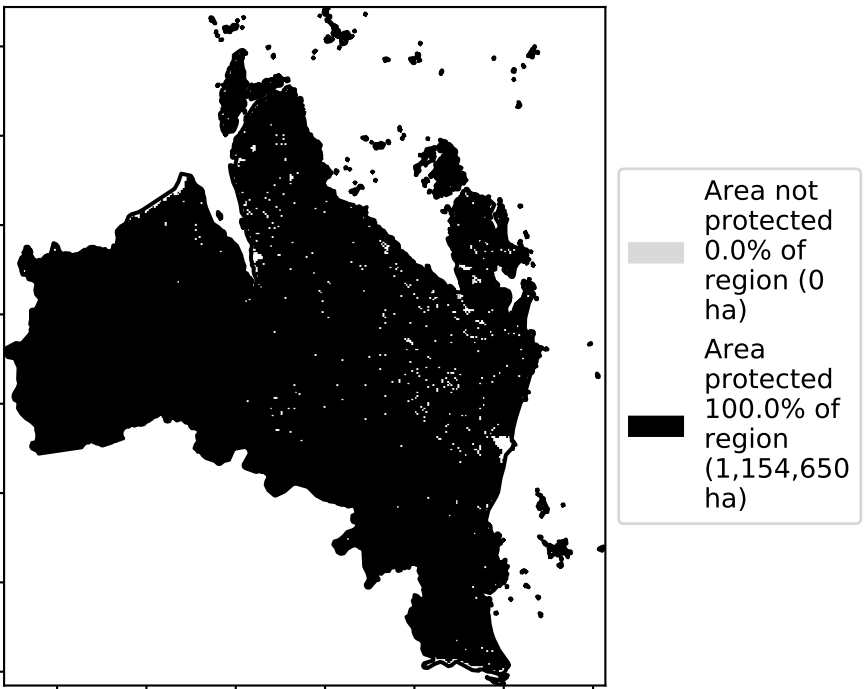 Area not
protected
0.0% of
region (0
ha)
Area
protected
100.0% of
region
(1,154,650
ha)